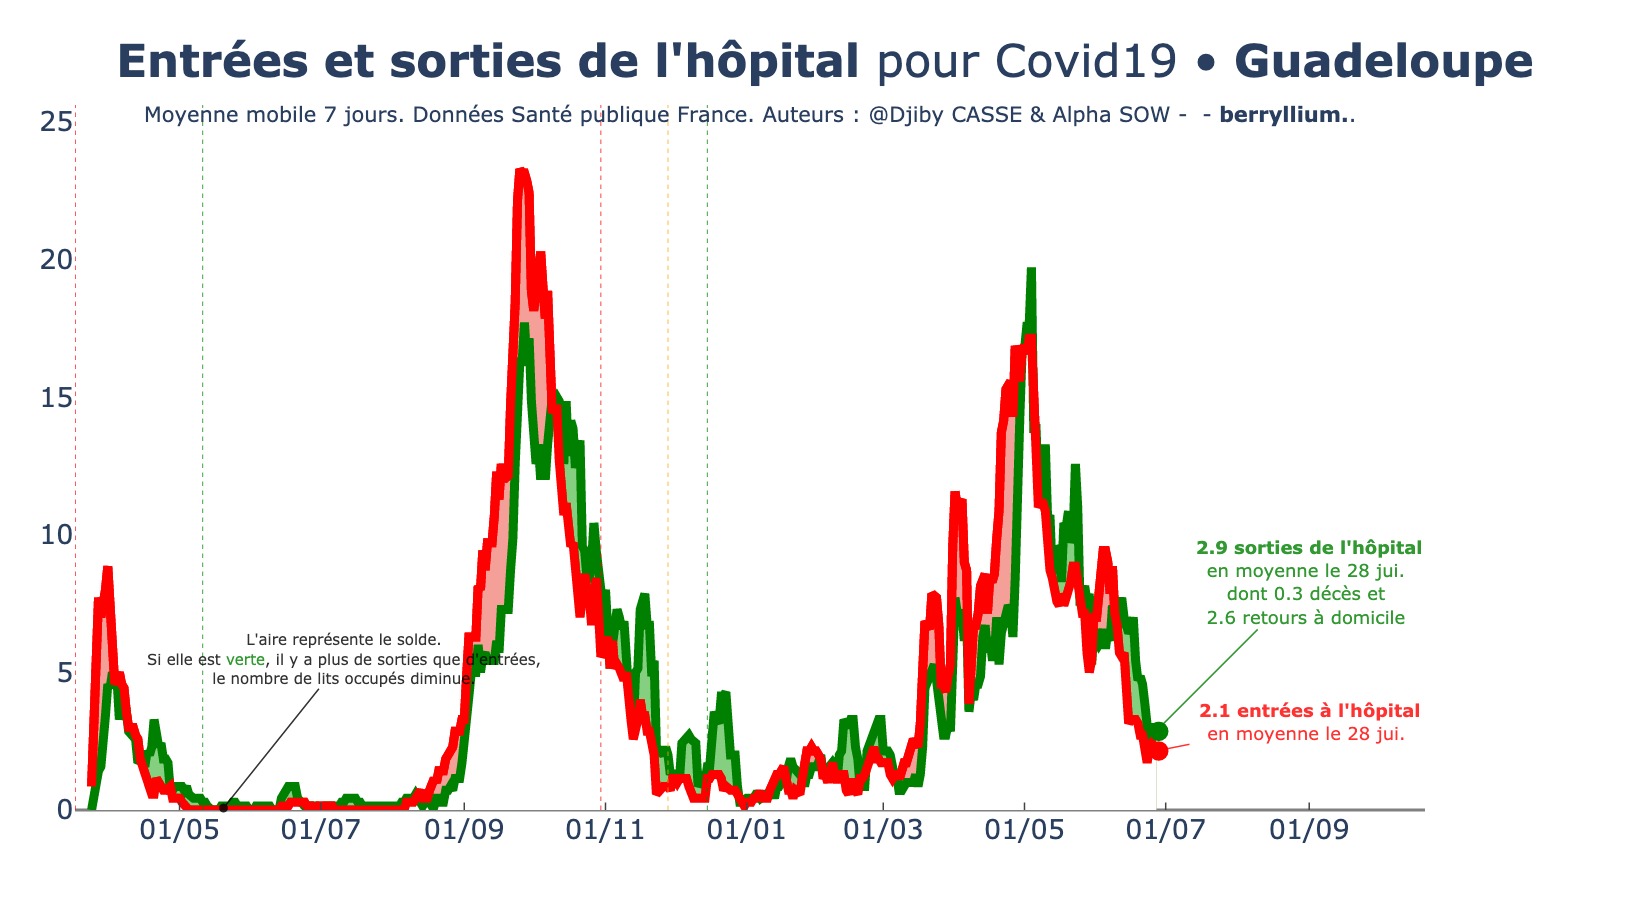 Entrées et sorties de l'hôpital pour Covid19 • Guadeloupe
Moyenne mobile 7 jours. Données Santé publique France. Auteurs : @Djiby CASSE & Alpha SOW -  - berryllium..
25
20
15
10
5
0
L'aire représente le solde.
Si elle est verte, il y a plus de sorties que d'entrées,
le nombre de lits occupés diminue.
2.9 sorties de l'hôpital
en moyenne le 28 jui.
dont 0.3 décès et
2.6 retours à domicile
2.1 entrées à l'hôpital
en moyenne le 28 jui.
01/05 01/07 01/09 01/11 01/01 01/03 01/05 01/07 01/09